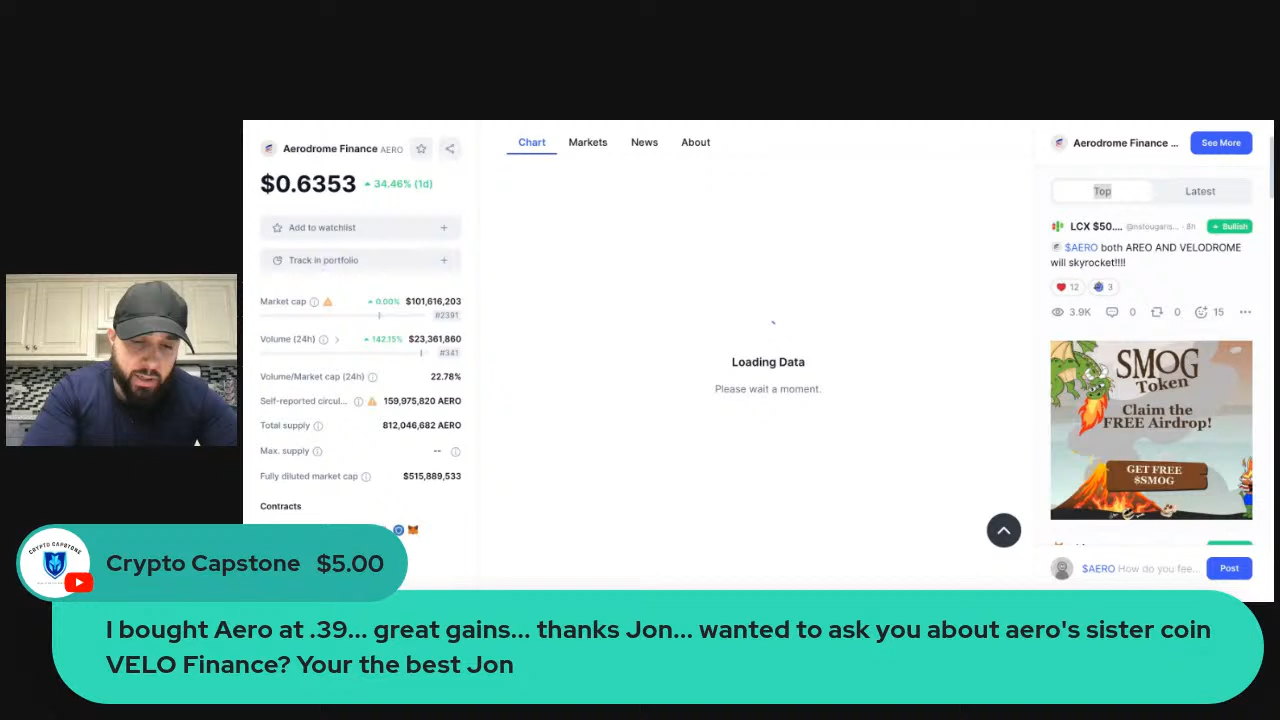 Aerodrome Finance AERO
$0.6353 34.46% (1d)
Add to watchlist +
Track in portfolio +
Market cap 0.00% $101,616,203
#2391
Volume (24h) > 142.15% $23,361,860
#341
Volume/Market cap (24h) 22.78%
Self-reported circul... 159,975,820 AERO
Total supply 812,046,682 AERO
Max. supply --
Fully diluted market cap $515,889,533
Contracts
Chart Markets News About
Loading Data
Please wait a moment.
Aerodrome Finance ... See More
Top Latest
LCX $50.... @nslougaris... · 8h Bullish
$AERO both AREO AND VELODROME
will skyrocket!!!!
12 3
3.9K 0 0 15 ...
SMOG
Token
Claim the
FREE Airdrop!
GET FREE
$SMOG
$AERO How do you fee... Post
CRYPTO CAPSTONE
Crypto Capstone $5.00
I bought Aero at .39... great gains... thanks Jon... wanted to ask you about aero's sister coin
VELO Finance? Your the best Jon